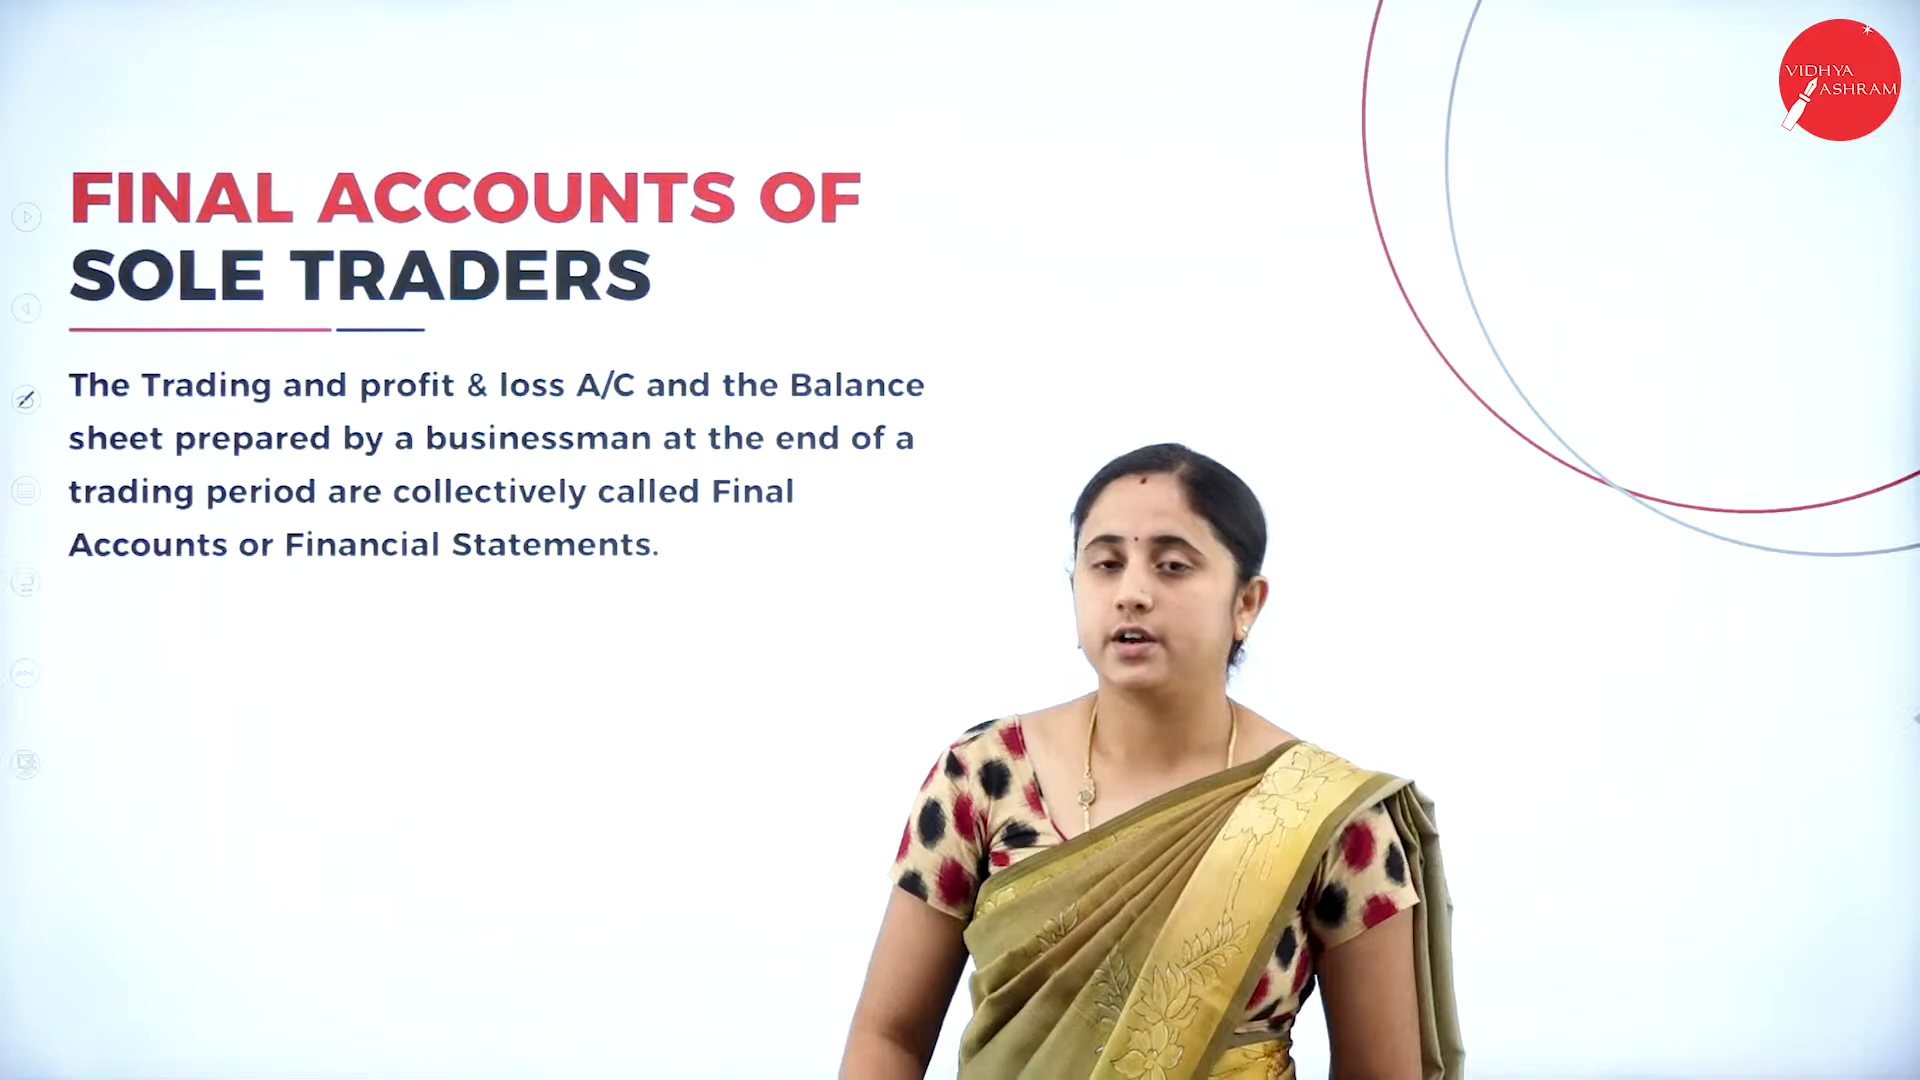 VIDHYA
ASHRAM
FINAL ACCOUNTS OF
SOLE TRADERS
The Trading and profit & loss A/C and the Balance
sheet prepared by a businessman at the end of a
trading period are collectively called Final
Accounts or Financial Statements.